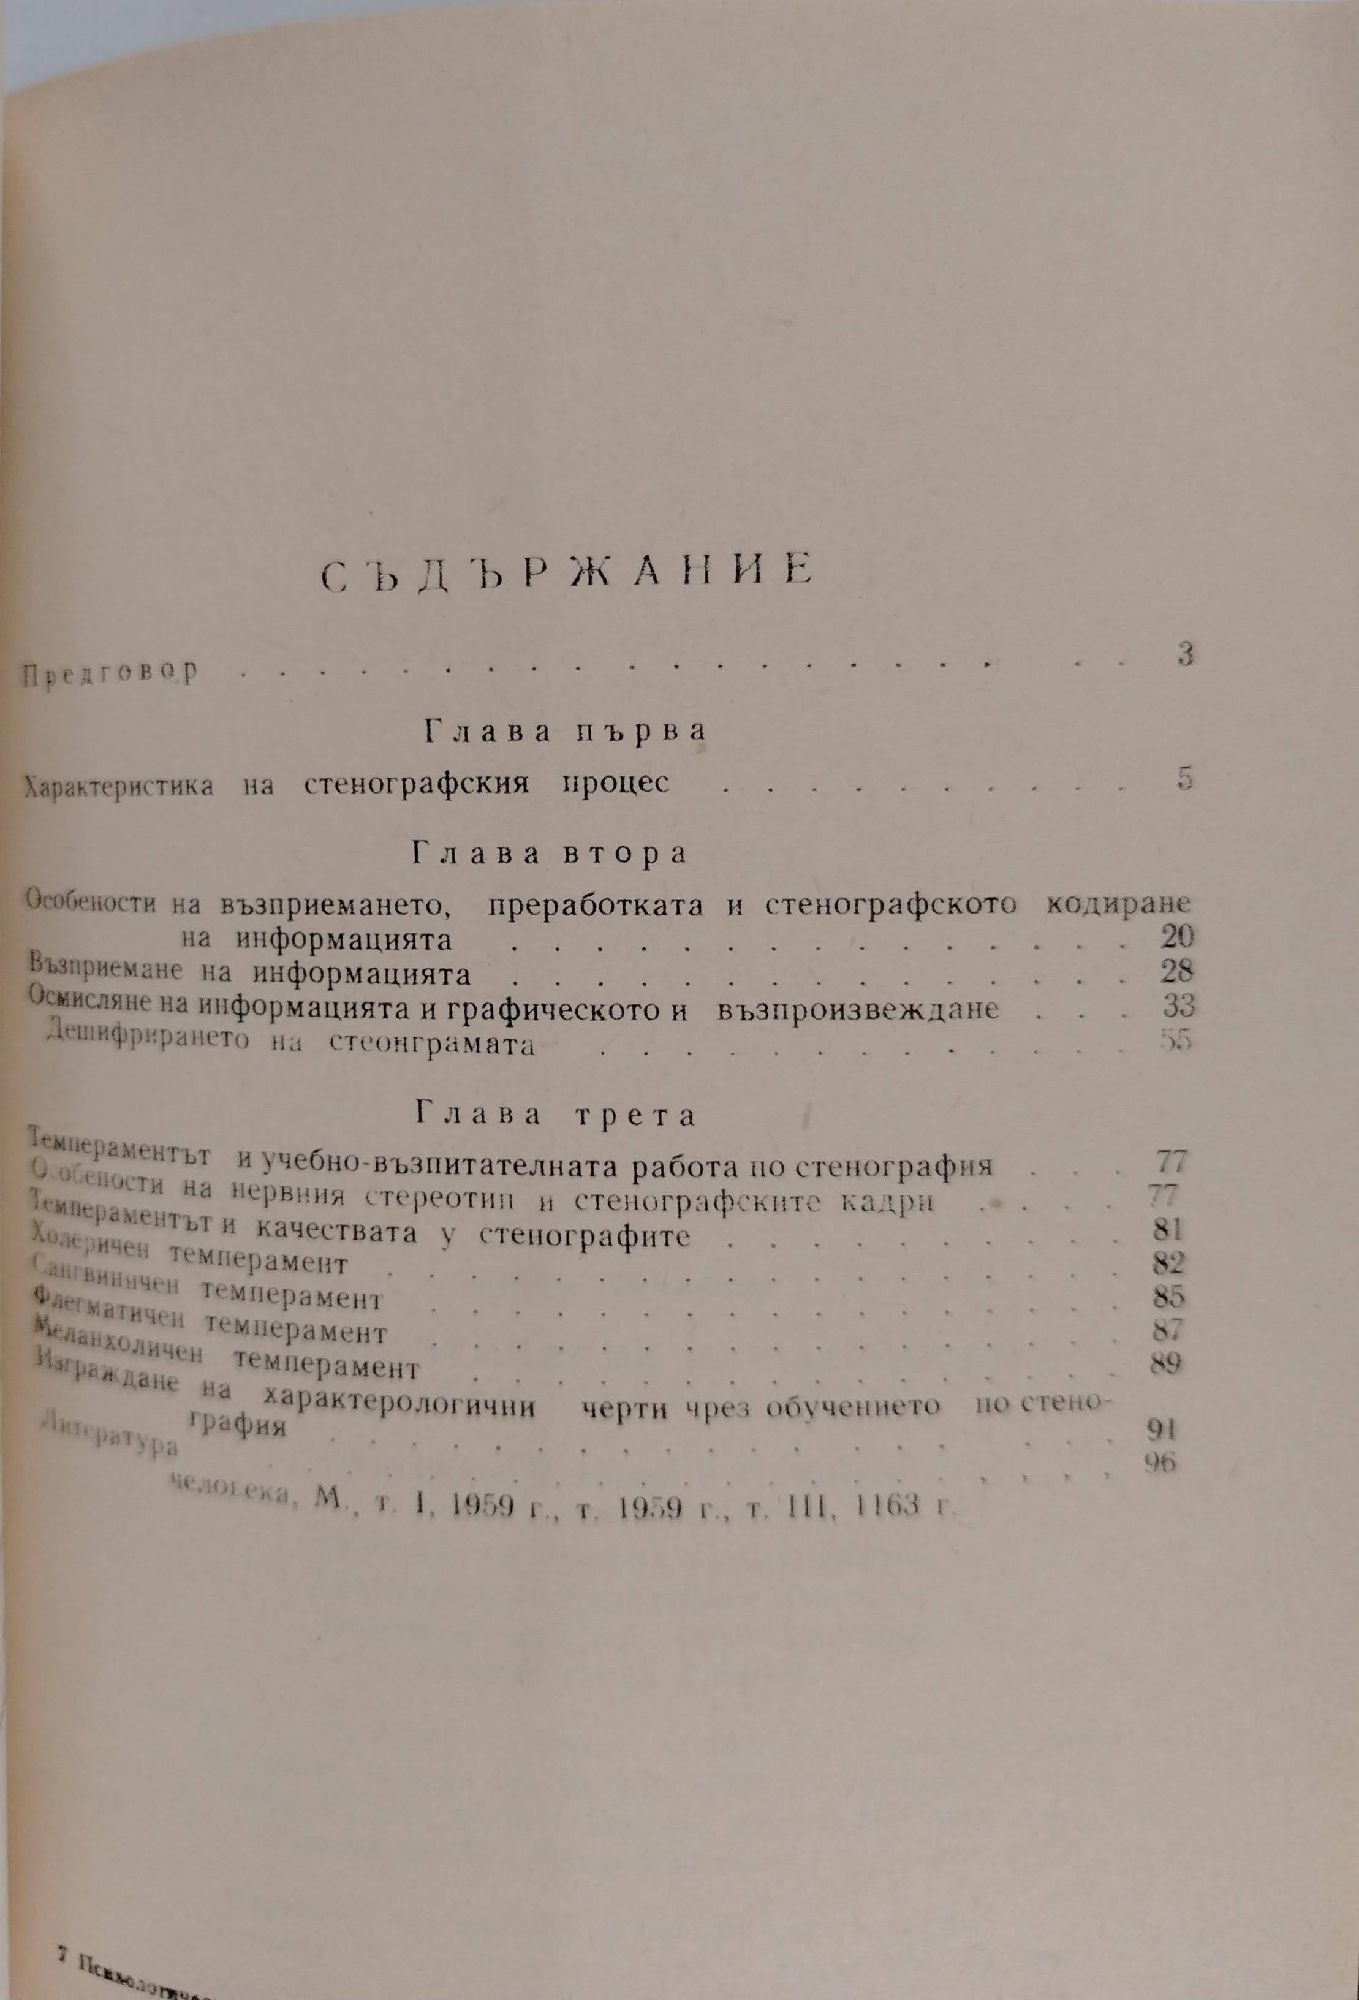 СЪДЪРЖАНИЕ
Предговор . . . . . . . . . . . . . . . . . . . . 3
Глава първа
Характеристика на стенографския процес . . . . . . . . . . 5
Глава втора
Особености на възприемането, преработката и стенографското кодиране
на информацията . . . . . . . . . . . . . . . 20
Възприемане на информацията . . . . . . . . . . . . . . . 28
Осмисляне на информацията и графическото и възпроизвеждане . . . 33
Дешифрирането на стеонграмата . . . . . . . . . . . . . 55
Глава трета
Темпераментът и учебно-възпитателната работа по стенография . . . 77
Особености на нервния стереотип и стенографските кадри . . . . 77
Темпераментът и качествата у стенографите . . . . . . . . . . 81
Холеричен темперамент . . . . . . . . . . . . . . . . . . 82
Сангвиничен темперамент . . . . . . . . . . . . . . . . . 85
Флегматичен темперамент . . . . . . . . . . . . . . . . . 87
Меланхоличен темперамент . . . . . . . . . . . . . . . . 89
Изграждане на характерологични черти чрез обучението по стено-
графия . . . . . . . . . . . . . . . . . . . 91
Литература . . . . . . . . . . . . . . . . . . . 96
человека, М., т. I, 1959 г., т. 1959 г., т. III, 1163 г.
7 Психологичес